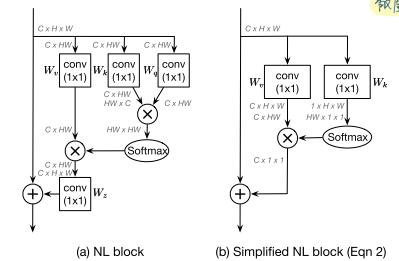 C x H x W
C x HW
C x HW
C x HW
W_v
conv
(1x1)
W_k
conv
(1x1)
W_q
conv
(1x1)
C x HW
HW x C
C x HW
HW x HW
C x HW
Softmax
C x HW
C x H x W
conv
(1x1)
W_z
(a) NL block
C x H x W
W_v
conv
(1x1)
conv
(1x1)
W_k
C x H x W
C x HW
1 x H x W
HW x 1 x 1
Softmax
C x 1 x 1
(b) Simplified NL block (Eqn 2)